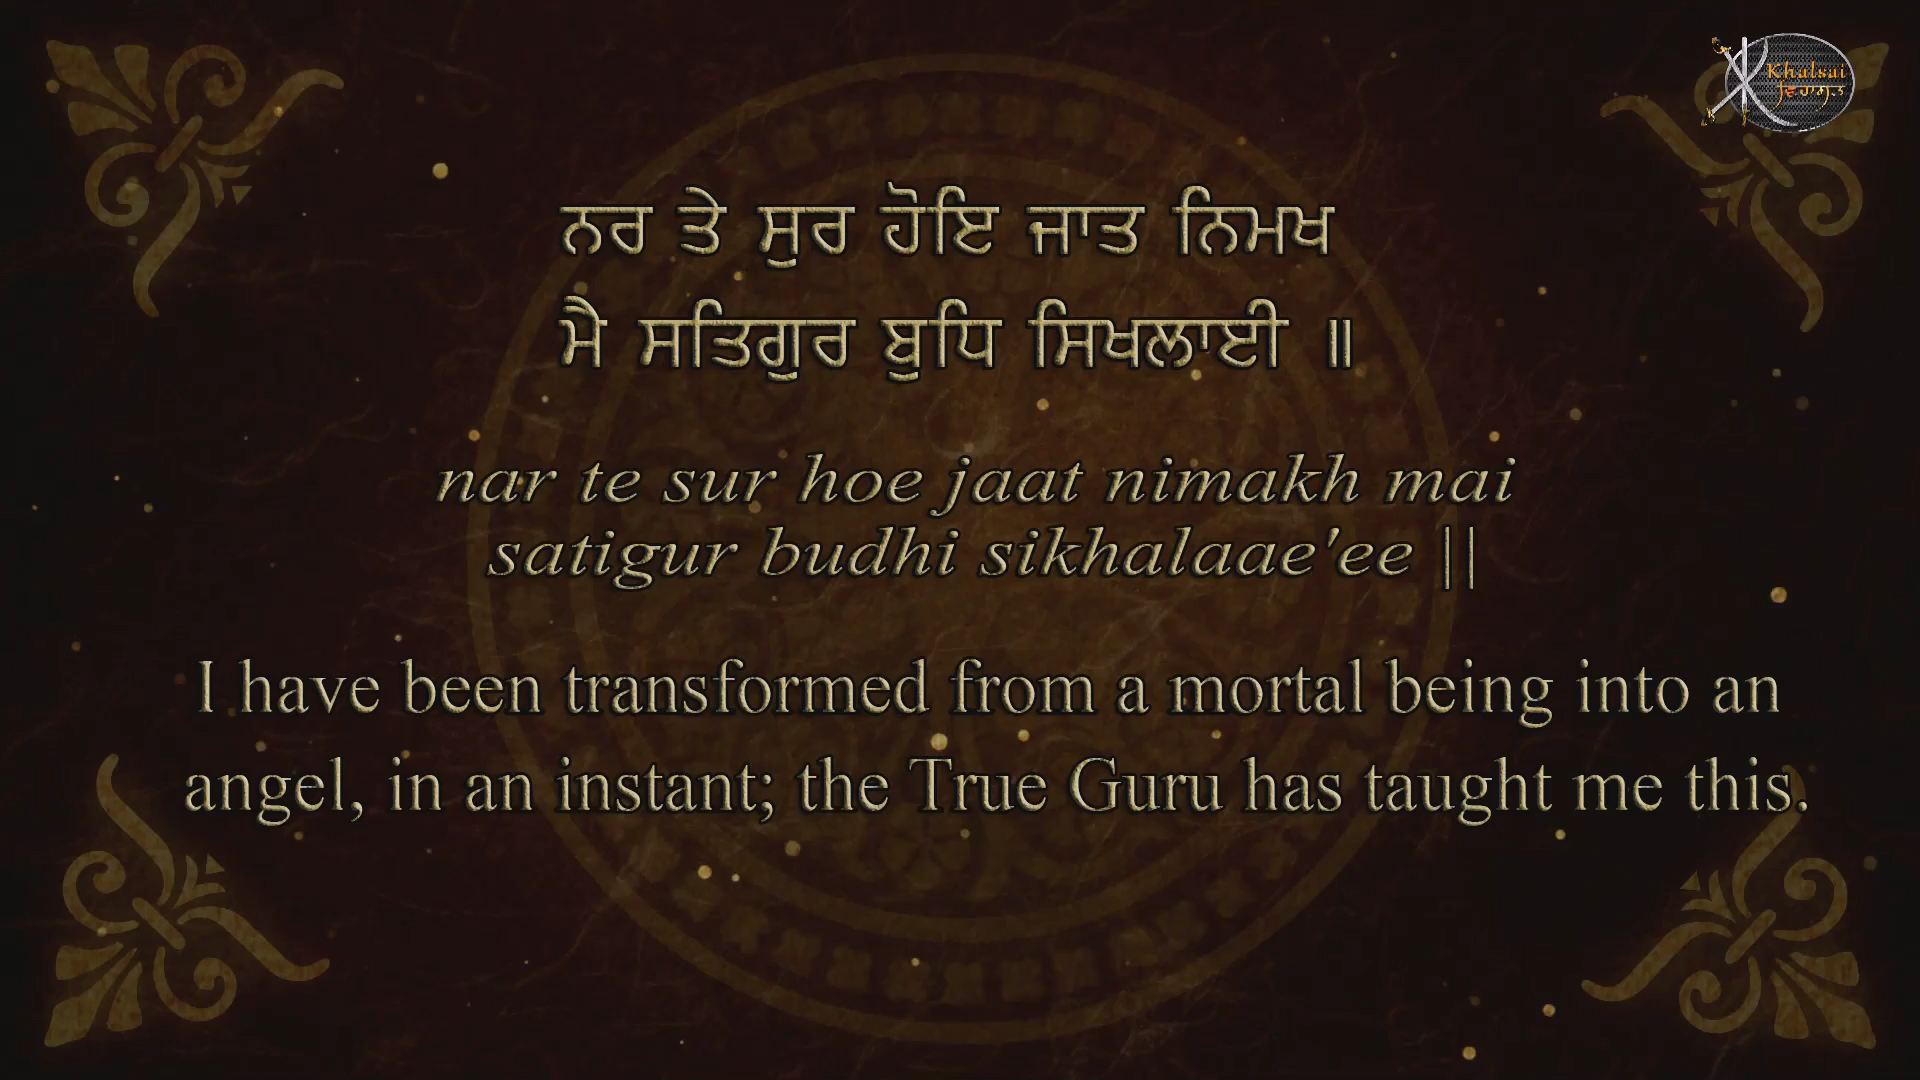 Khalsai
ਵਿਰਾਸਤ
ਨਰ ਤੇ ਸੁਰ ਹੋਇ ਜਾਤ ਨਿਮਖ
ਮੈ ਸਤਿਗੁਰ ਬੁਧਿ ਸਿਖਲਾਈ ॥
nar te sur hoe jaat nimakh mai
satigur budhi sikhalaae'ee ||
I have been transformed from a mortal being into an
angel, in an instant; the True Guru has taught me this.